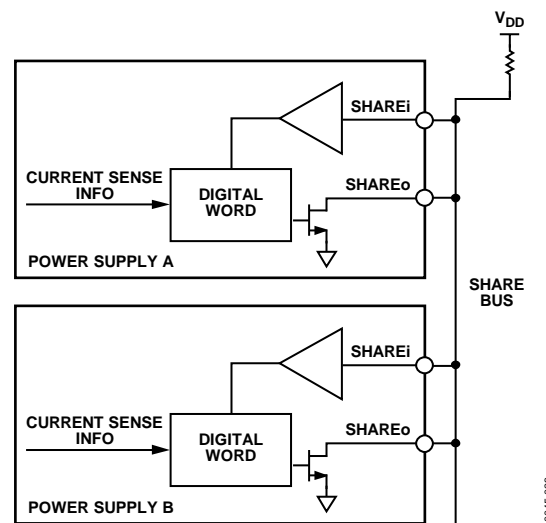 VDD
SHAREi
CURRENT SENSE
INFO
DIGITAL
WORD
SHAREo
POWER SUPPLY A
SHARE
BUS
SHAREi
CURRENT SENSE
INFO
DIGITAL
WORD
SHAREo
POWER SUPPLY B